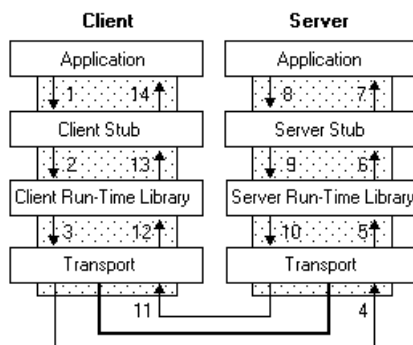 Client Server
Application Application
1 14 8 7
Client Stub Server Stub
2 13 9 6
Client Run-Time Library Server Run-Time Library
3 12 10 5
Transport Transport
11 4